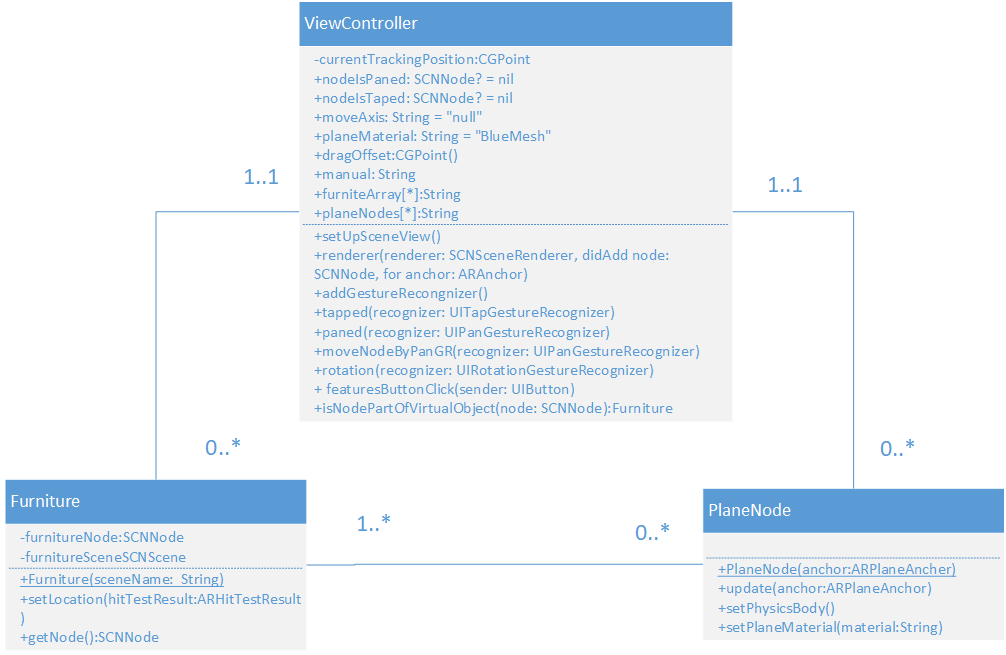 ViewController
-currentTrackingPosition:CGPoint
+nodeIsPaned: SCNNode? = nil
+nodeIsTaped: SCNNode? = nil
+moveAxis: String = "null"
+planeMaterial: String = "BlueMesh"
+dragOffset:CGPoint()
+manual: String
+furniteArray[*]:String
+planeNodes[*]:String
+setUpSceneView()
+renderer(renderer: SCNSceneRenderer, didAdd node:
SCNNode, for anchor: ARAnchor)
+addGestureRecongnizer()
+tapped(recognizer: UITapGestureRecognizer)
+paned(recognizer: UIPanGestureRecognizer)
+moveNodeByPanGR(recognizer: UIPanGestureRecognizer)
+rotation(recognizer: UIRotationGestureRecognizer)
+ featuresButtonClick(sender: UIButton)
+isNodePartOfVirtualObject(node: SCNNode):Furniture
1..1
1..1
0..*
0..*
Furniture
-furnitureNode:SCNNode
-furnitureSceneSCNScene
+Furniture(sceneName: String)
+setLocation(hitTestResult:ARHitTestResult
)
+getNode():SCNNode
1..*
0..*
PlaneNode
+PlaneNode(anchor:ARPlaneAncher)
+update(anchor:ARPlaneAnchor)
+setPhysicsBody()
+setPlaneMaterial(material:String)